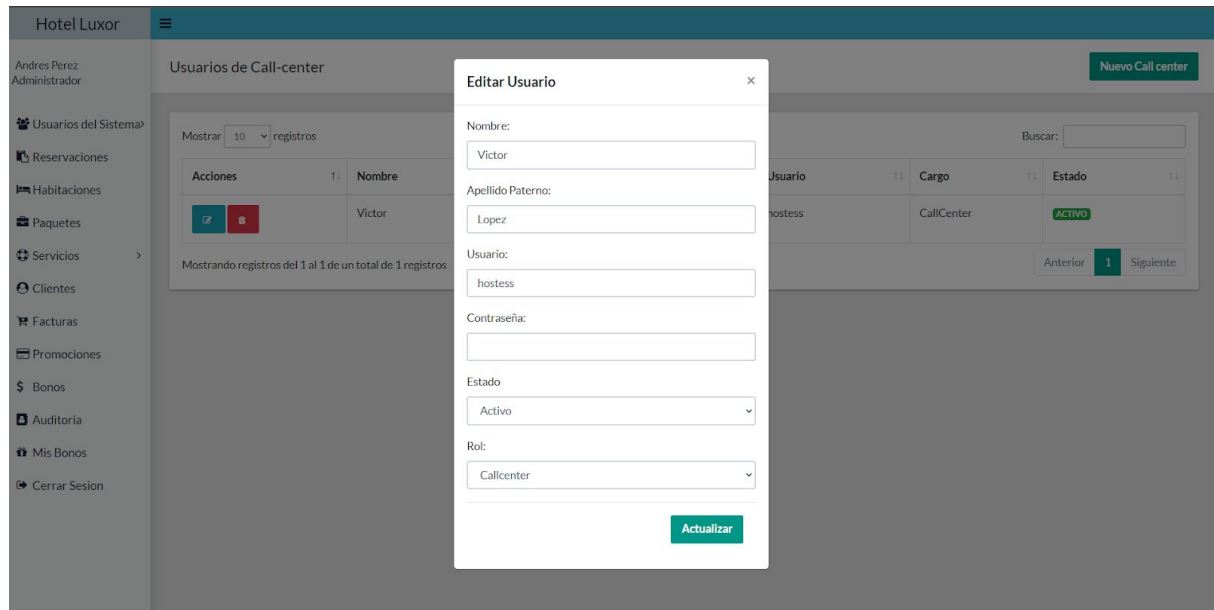 Hotel Luxor
Andres Perez
Administrador
Usuarios del Sistema
Reservaciones
Habitaciones
Paquetes
Servicios
Clientes
Facturas
Promociones
$ Bonos
Auditoria
Mis Bonos
Cerrar Sesion
Usuarios de Call-center
Nuevo Call center
Mostrar 10 registros
Buscar:
Acciones Nombre Usuario Cargo Estado
Victor hostess CallCenter ACTIVO
Mostrando registros del 1 al 1 de un total de 1 registros
Anterior 1 Siguiente
Editar Usuario ×
Nombre:
Victor
Apellido Paterno:
Lopez
Usuario:
hostess
Contraseña:
Estado
Activo
Rol:
Callcenter
Actualizar